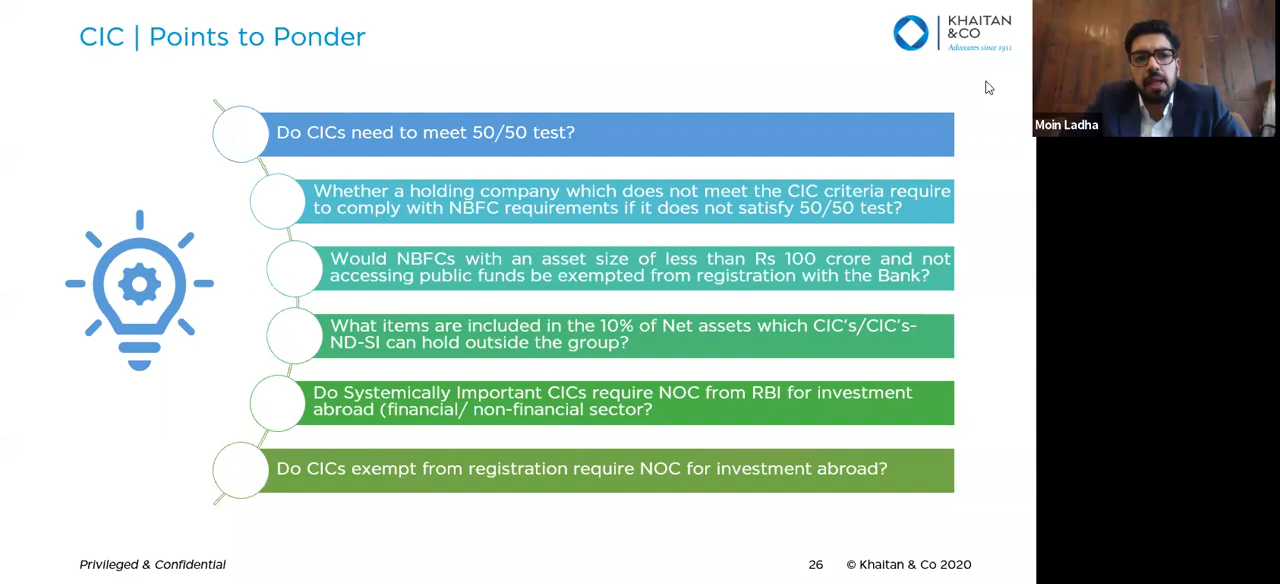 CIC | Points to Ponder
KHAITAN
&CO
Advocates since 1911
Moin Ladha
Do CICs need to meet 50/50 test?
Whether a holding company which does not meet the CIC criteria require
to comply with NBFC requirements if it does not satisfy 50/50 test?
Would NBFCs with an asset size of less than Rs 100 crore and not
accessing public funds be exempted from registration with the Bank?
What items are included in the 10% of Net assets which CIC's/CIC's-
ND-SI can hold outside the group?
Do Systemically Important CICs require NOC from RBI for investment
abroad (financial/ non-financial sector?
Do CICs exempt from registration require NOC for investment abroad?
Privileged & Confidential
26
© Khaitan & Co 2020